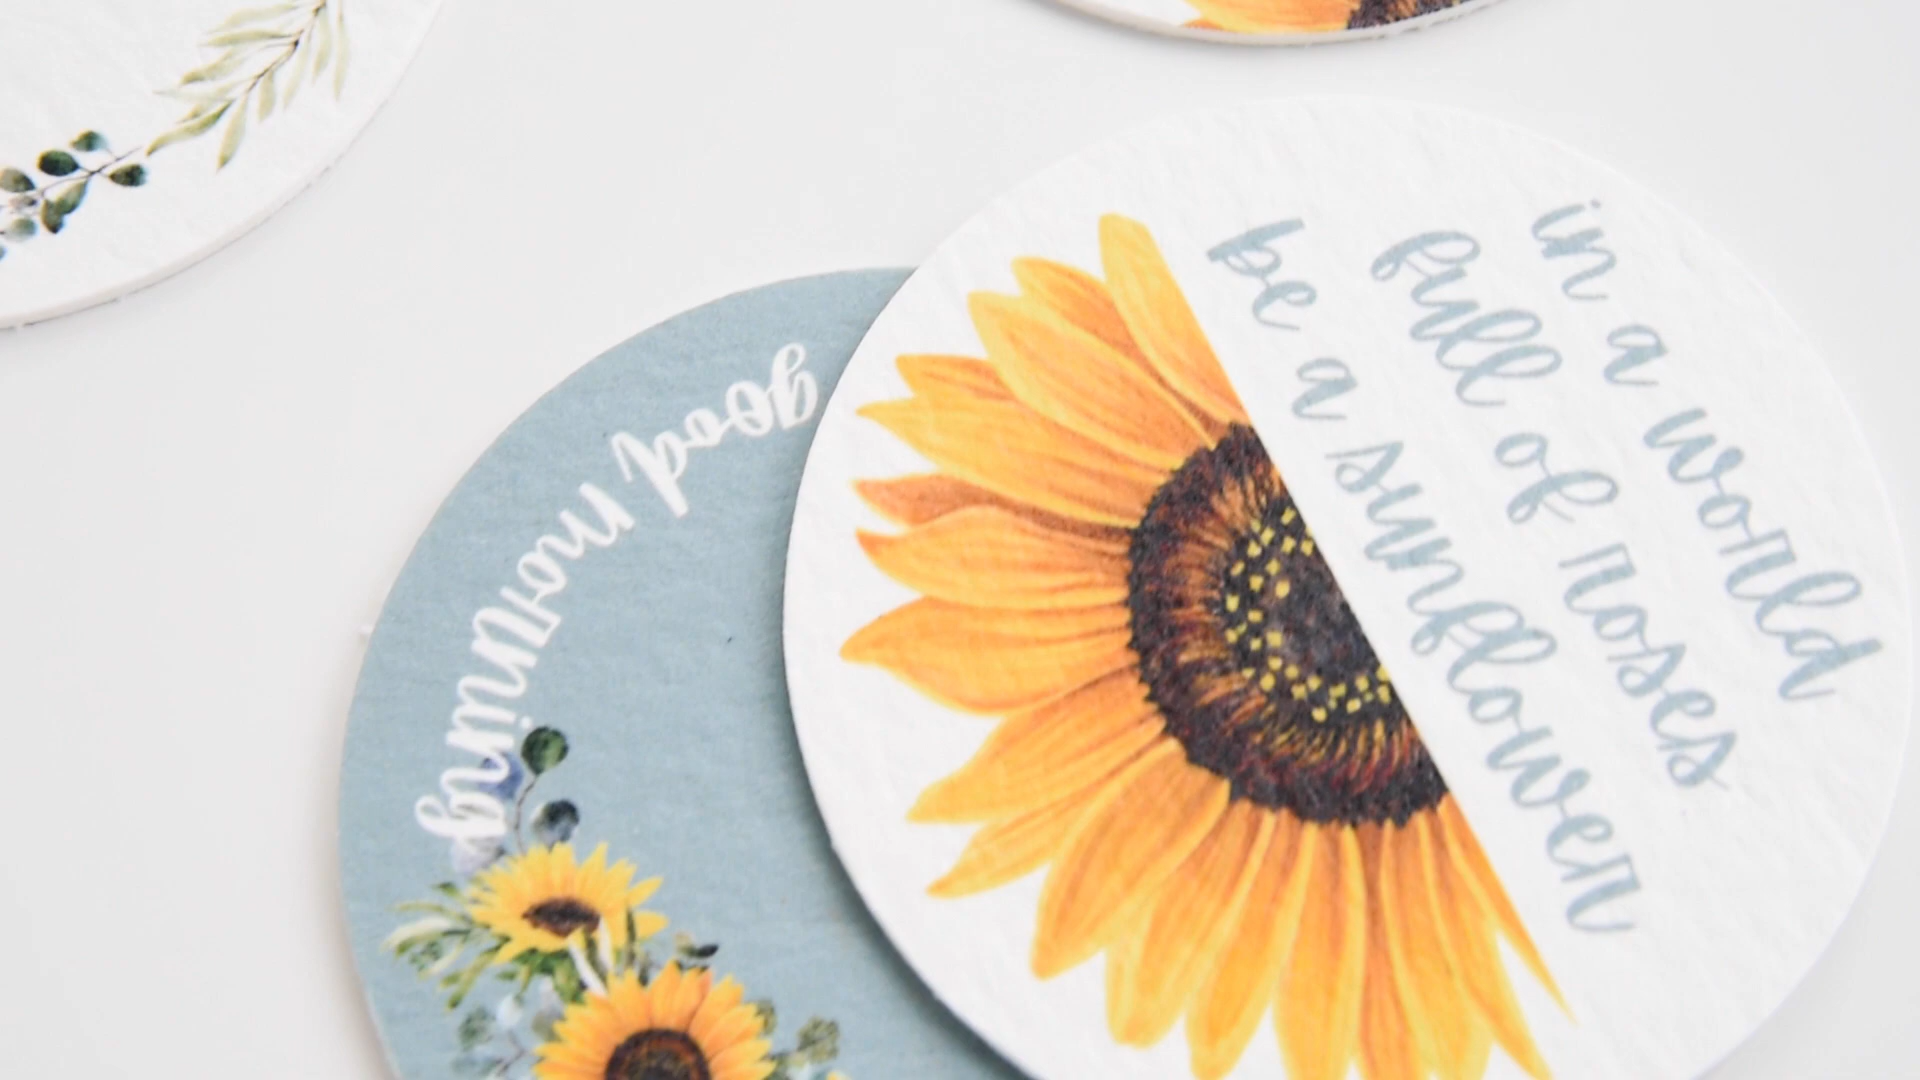 in a world
full of roses
be a sunflower
good morning